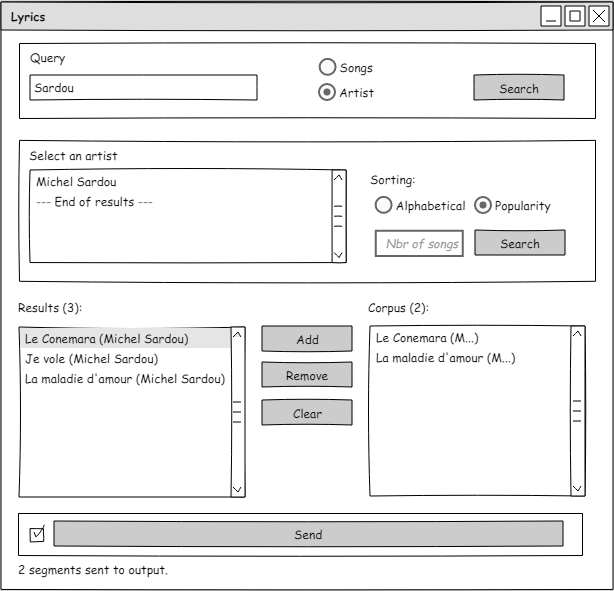 Lyrics
Query
Songs
Sardou
Artist
Search
Select an artist
Michel Sardou
--- End of results ---
Sorting:
Alphabetical
Popularity
Nbr of songs
Search
Results (3):
Le Conemara (Michel Sardou)
Je vole (Michel Sardou)
La maladie d'amour (Michel Sardou)
Add
Remove
Clear
Corpus (2):
Le Conemara (M...)
La maladie d'amour (M...)
Send
2 segments sent to output.